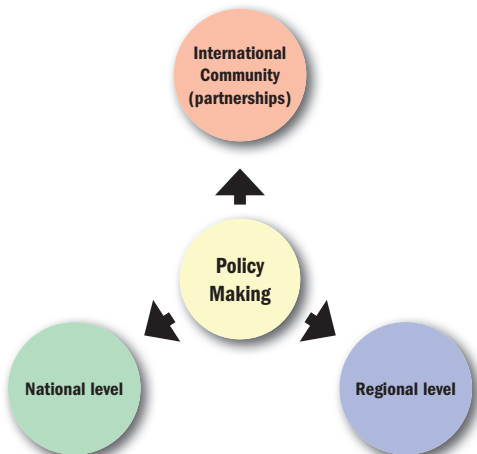 International
Community
(partnerships)
Policy
Making
National level
Regional level